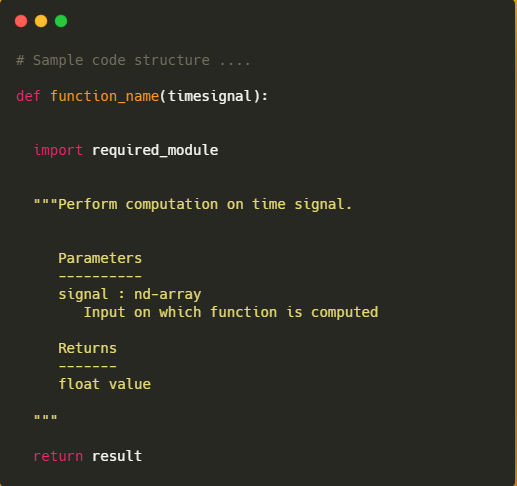 # Sample code structure ....
def function_name(timesignal):
import required_module
"""Perform computation on time signal.
Parameters
----------
signal : nd-array
Input on which function is computed
Returns
-------
float value
"""
return result